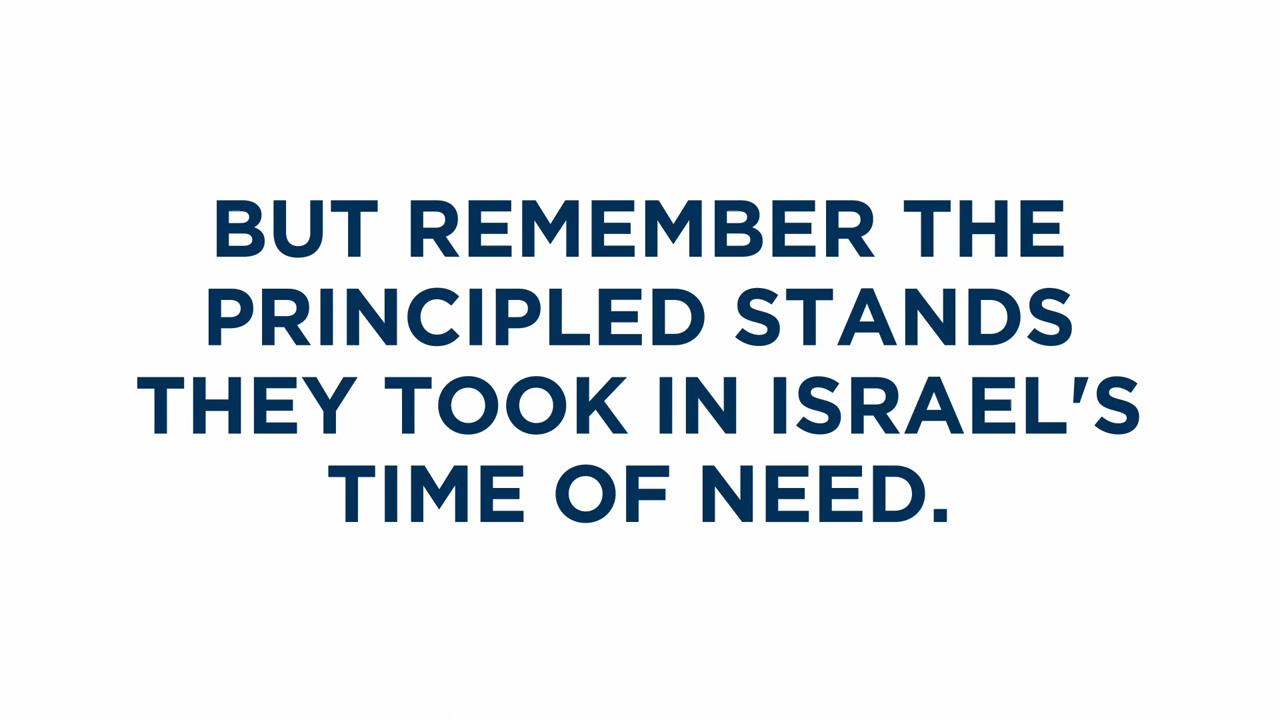 BUT REMEMBER THE
PRINCIPLED STANDS
THEY TOOK IN ISRAEL'S
TIME OF NEED.